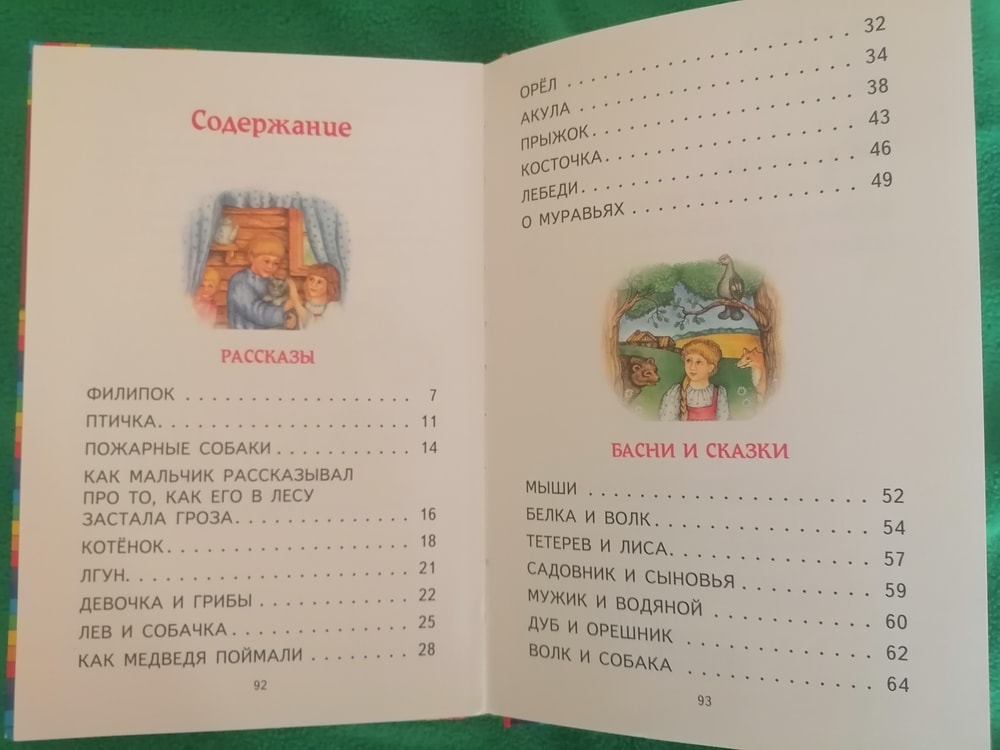 Содержание
РАССКАЗЫ
ФИЛИПОК . . . . . . . . . . . . . . . . . . . 7
ПТИЧКА. . . . . . . . . . . . . . . . . . . . . 11
ПОЖАРНЫЕ СОБАКИ . . . . . . . . . . . 14
КАК МАЛЬЧИК РАССКАЗЫВАЛ
ПРО ТО, КАК ЕГО В ЛЕСУ
ЗАСТАЛА ГРОЗА. . . . . . . . . . . . . . . 16
КОТЁНОК. . . . . . . . . . . . . . . . . . . . 18
ЛГУН. . . . . . . . . . . . . . . . . . . . . . . 21
ДЕВОЧКА И ГРИБЫ . . . . . . . . . . . . 22
ЛЕВ И СОБАЧКА. . . . . . . . . . . . . . . 25
КАК МЕДВЕДЯ ПОЙМАЛИ . . . . . . . . 28
92
ОРЁЛ . . . . . . . . . . . . . . . . . . . . . . 32
АКУЛА . . . . . . . . . . . . . . . . . . . . . 34
ПРЫЖОК. . . . . . . . . . . . . . . . . . . . 38
КОСТОЧКА. . . . . . . . . . . . . . . . . . . 43
ЛЕБЕДИ. . . . . . . . . . . . . . . . . . . . . 46
О МУРАВЬЯХ . . . . . . . . . . . . . . . . . 49
БАСНИ И СКАЗКИ
МЫШИ . . . . . . . . . . . . . . . . . . . . . 52
БЕЛКА И ВОЛК. . . . . . . . . . . . . . . . 54
ТЕТЕРЕВ И ЛИСА. . . . . . . . . . . . . . . 57
САДОВНИК И СЫНОВЬЯ . . . . . . . . . . 59
МУЖИК И ВОДЯНОЙ . . . . . . . . . . . . 60
ДУБ И ОРЕШНИК . . . . . . . . . . . . . . 62
ВОЛК И СОБАКА . . . . . . . . . . . . . . 64
93